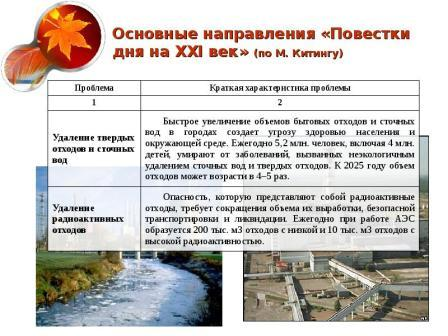 Основные направления «Повестки
дня на XXI век» (по М. Китингу)
Проблема
Краткая характеристика проблемы
1
2
Удаление твердых
отходов и сточных
вод
Быстрое увеличение объемов бытовых отходов и сточных
вод в городах создает угрозу здоровью населения и
окружающей среде. Ежегодно 5,2 млн. человек, включая 4 млн.
детей, умирают от заболеваний, вызванных неэкологичным
удалением сточных вод и твердых отходов. К 2025 году объем
отходов может возрасти в 4–5 раз.
Удаление
радиоактивных
отходов
Опасность, которую представляют собой радиоактивные
отходы, требует сокращения объема их выработки, безопасной
транспортировки и ликвидации. Ежегодно при работе АЭС
образуется 200 тыс. м3 отходов с низкой и 10 тыс. м3 отходов с
высокой радиоактивностью.